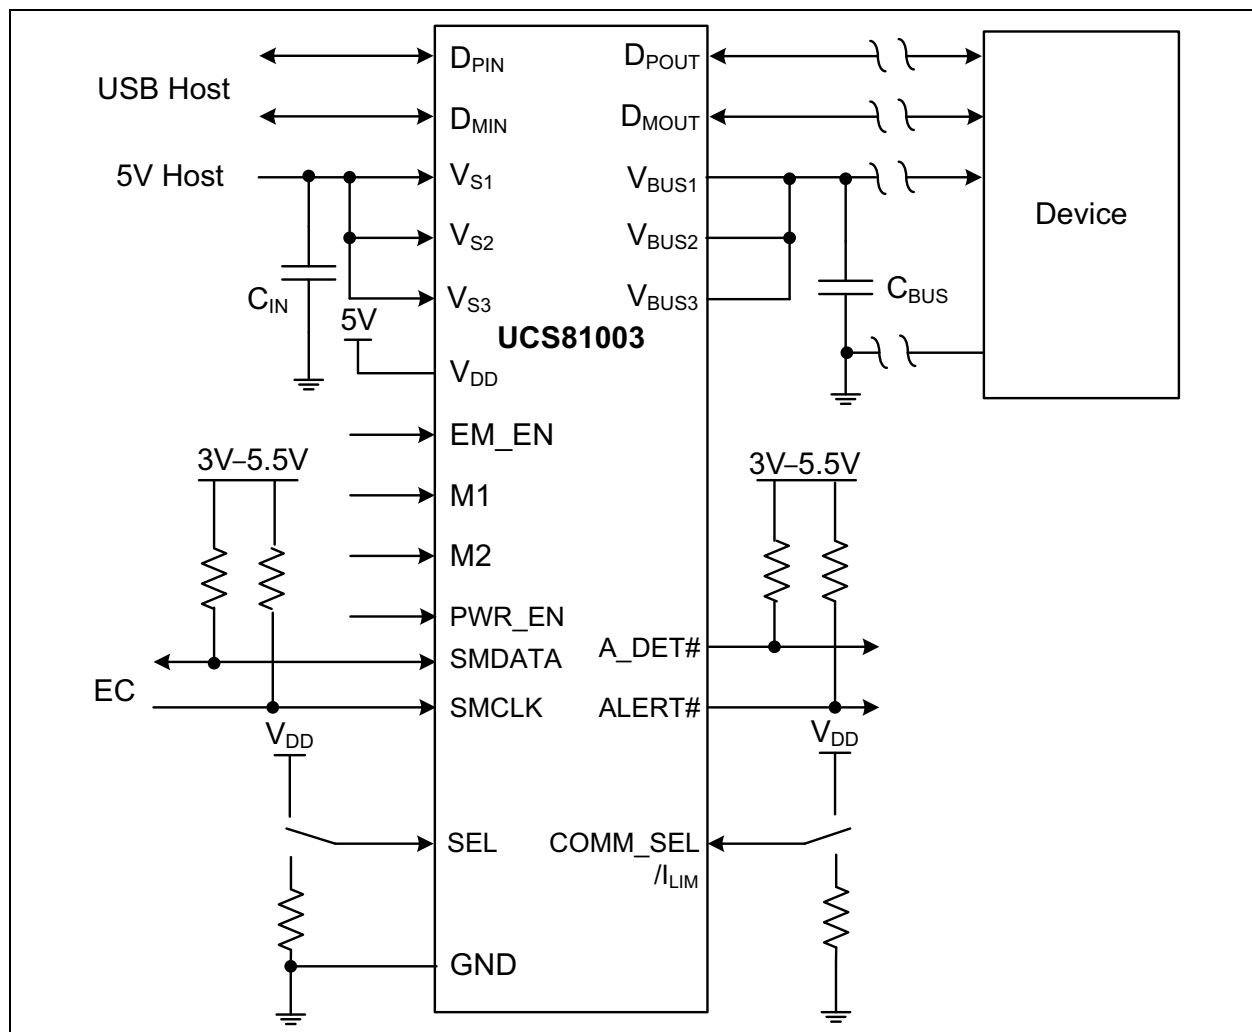 USB Host
D_PIN
D_POUT
D_MIN
D_MOUT
5V Host
V_S1
V_BUS1
Device
V_S2
V_BUS2
C_IN
V_S3
V_BUS3
C_BUS
5V
UCS81003
V_DD
EM_EN
3V–5.5V
3V–5.5V
M1
M2
PWR_EN
SMDATA
A_DET#
EC
SMCLK
ALERT#
V_DD
V_DD
SEL
COMM_SEL
/I_LIM
GND